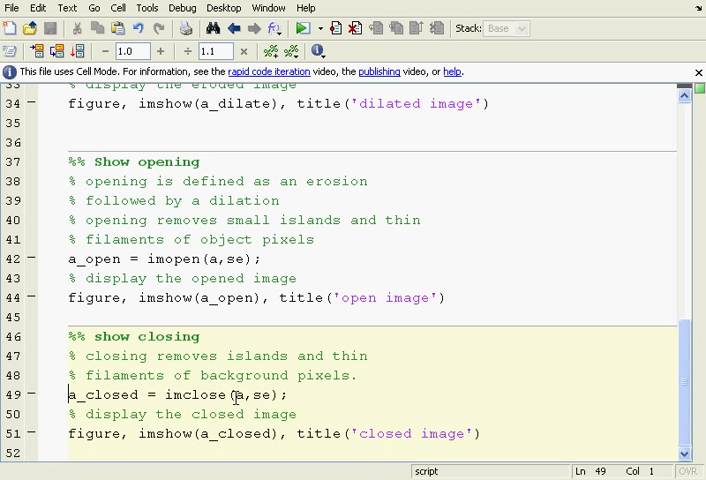 File Edit Text Go Cell Tools Debug Desktop Window Help
Stack: Base
1.0 1.1
This file uses Cell Mode. For information, see the rapid code iteration video, the publishing video, or help.
33 % display the eroded image
34 figure, imshow(a_dilate), title('dilated image')
35
36
37 %% Show opening
38 % opening is defined as an erosion
39 % followed by a dilation
40 % opening removes small islands and thin
41 % filaments of object pixels
42 a_open = imopen(a,se);
43 % display the opened image
44 figure, imshow(a_open), title('open image')
45
46 %% show closing
47 % closing removes islands and thin
48 % filaments of background pixels.
49 a_closed = imclose(a,se);
50 % display the closed image
51 figure, imshow(a_closed), title('closed image')
52
script Ln 49 Col 1 OVR